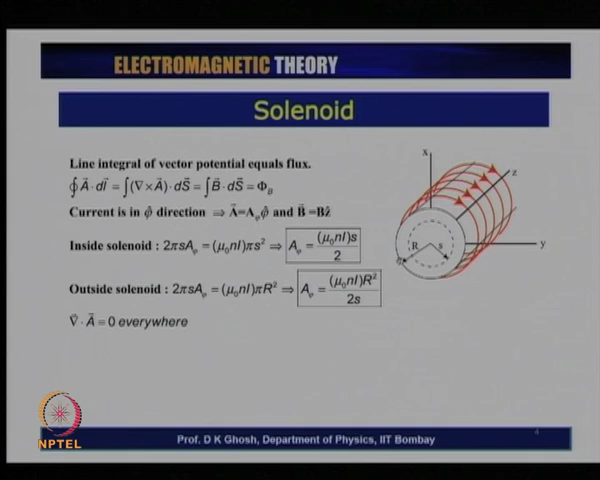 ELECTROMAGNETIC THEORY
Solenoid
Line integral of vector potential equals flux.
∮A⃗·dl⃗ = ∫(∇×A⃗)·dS⃗ = ∫B⃗·dS⃗ = Φ_B
Current is in φ̂ direction ⇒ A⃗=A_φφ̂ and B⃗ =Bẑ
Inside solenoid : 2πsA_φ = (μ₀nI)πs² ⇒ A_φ = (μ₀nI)s / 2
Outside solenoid : 2πsA_φ = (μ₀nI)πR² ⇒ A_φ = (μ₀nI)R² / 2s
∇⃗ · A⃗ = 0 everywhere
x
z
y
R
s
NPTEL
Prof. D K Ghosh, Department of Physics, IIT Bombay
4